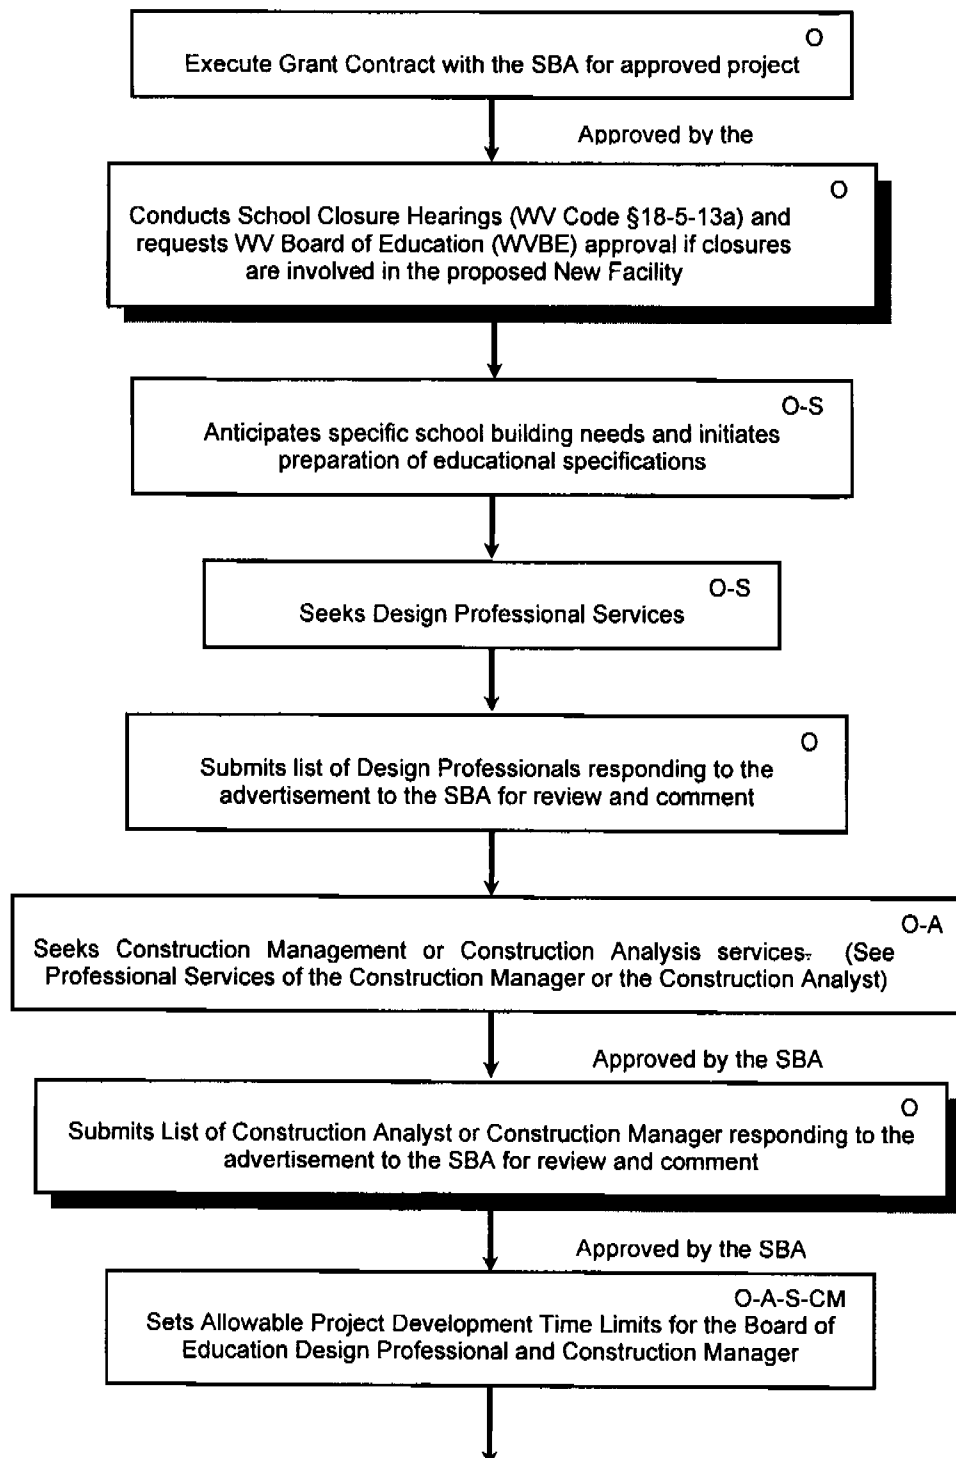 O
Execute Grant Contract with the SBA for approved project
Approved by the
O
Conducts School Closure Hearings (WV Code §18-5-13a) and
requests WV Board of Education (WVBE) approval if closures
are involved in the proposed New Facility
O-S
Anticipates specific school building needs and initiates
preparation of educational specifications
O-S
Seeks Design Professional Services
O
Submits list of Design Professionals responding to the
advertisement to the SBA for review and comment
O-A
Seeks Construction Management or Construction Analysis services. (See
Professional Services of the Construction Manager or the Construction Analyst)
Approved by the SBA
O
Submits List of Construction Analyst or Construction Manager responding to the
advertisement to the SBA for review and comment
Approved by the SBA
O-A-S-CM
Sets Allowable Project Development Time Limits for the Board of
Education Design Professional and Construction Manager